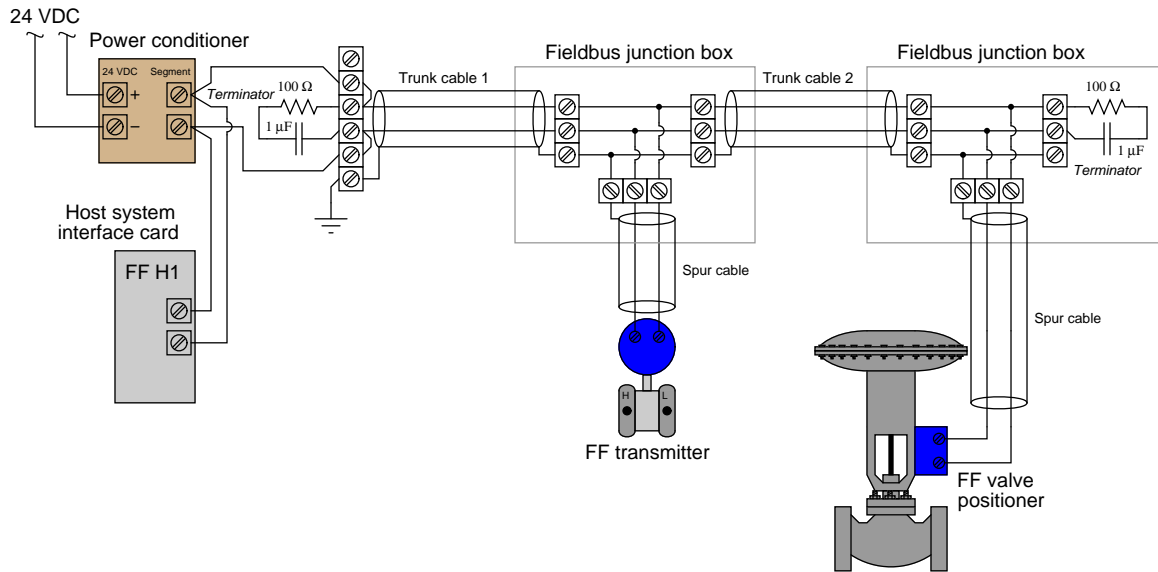 24 VDC
Power conditioner
24 VDC
Segment
+
−
Terminator
100 Ω
1 µF
Trunk cable 1
Fieldbus junction box
Trunk cable 2
Fieldbus junction box
100 Ω
1 µF
Terminator
Host system
interface card
FF H1
Spur cable
Spur cable
H
L
FF transmitter
FF valve
positioner